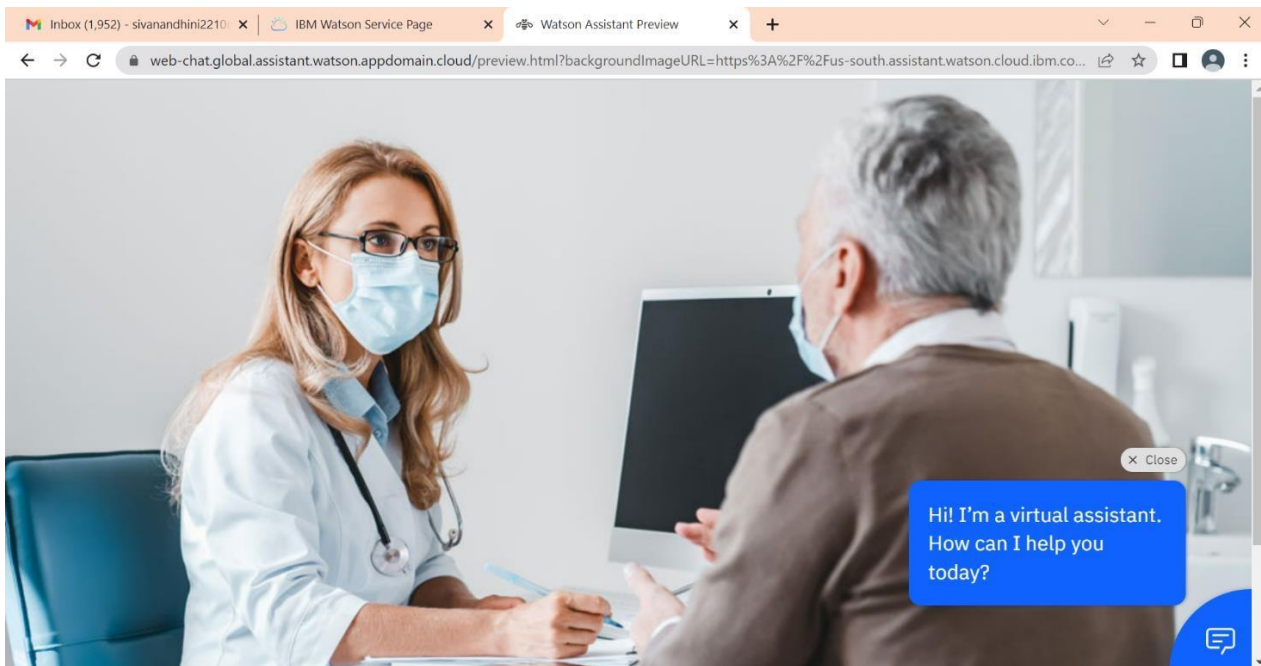 Inbox (1,952) - sivanandhini2210
IBM Watson Service Page
Watson Assistant Preview
web-chat.global.assistant.watson.appdomain.cloud/preview.html?backgroundImageURL=https%3A%2F%2Fus-south.assistant.watson.cloud.ibm.co...
Close
Hi! I’m a virtual assistant.
How can I help you
today?